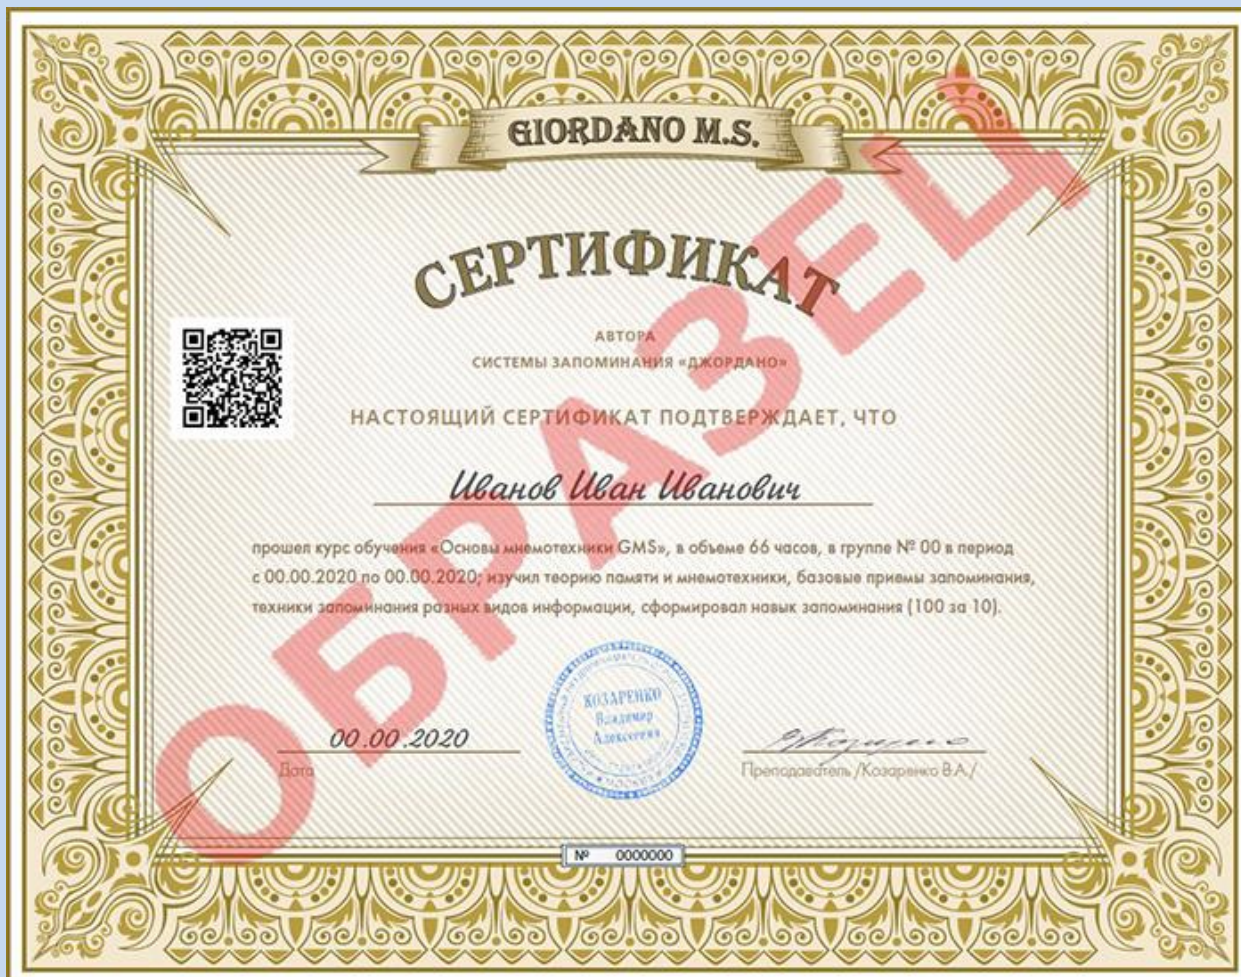 GIORDANO M.S.
СЕРТИФИКАТ
АВТОРА
СИСТЕМЫ ЗАПОМИНАНИЯ «ДЖОРДАНО»
НАСТОЯЩИЙ СЕРТИФИКАТ ПОДТВЕРЖДАЕТ, ЧТО
Иванов Иван Иванович
прошел курс обучения «Основы мнемотехники GMS», в объеме 66 часов, в группе № 00 в период
с 00.00.2020 по 00.00.2020; изучил теорию памяти и мнемотехники, базовые приемы запоминания,
техники запоминания разных видов информации, сформировал навык запоминания (100 за 10).
ОБРАЗЕЦ
КОЗАРЕНКО
Владимир
Алексеевич
00.00.2020
Дата
Преподаватель /Козаренко В.А./
№ 0000000